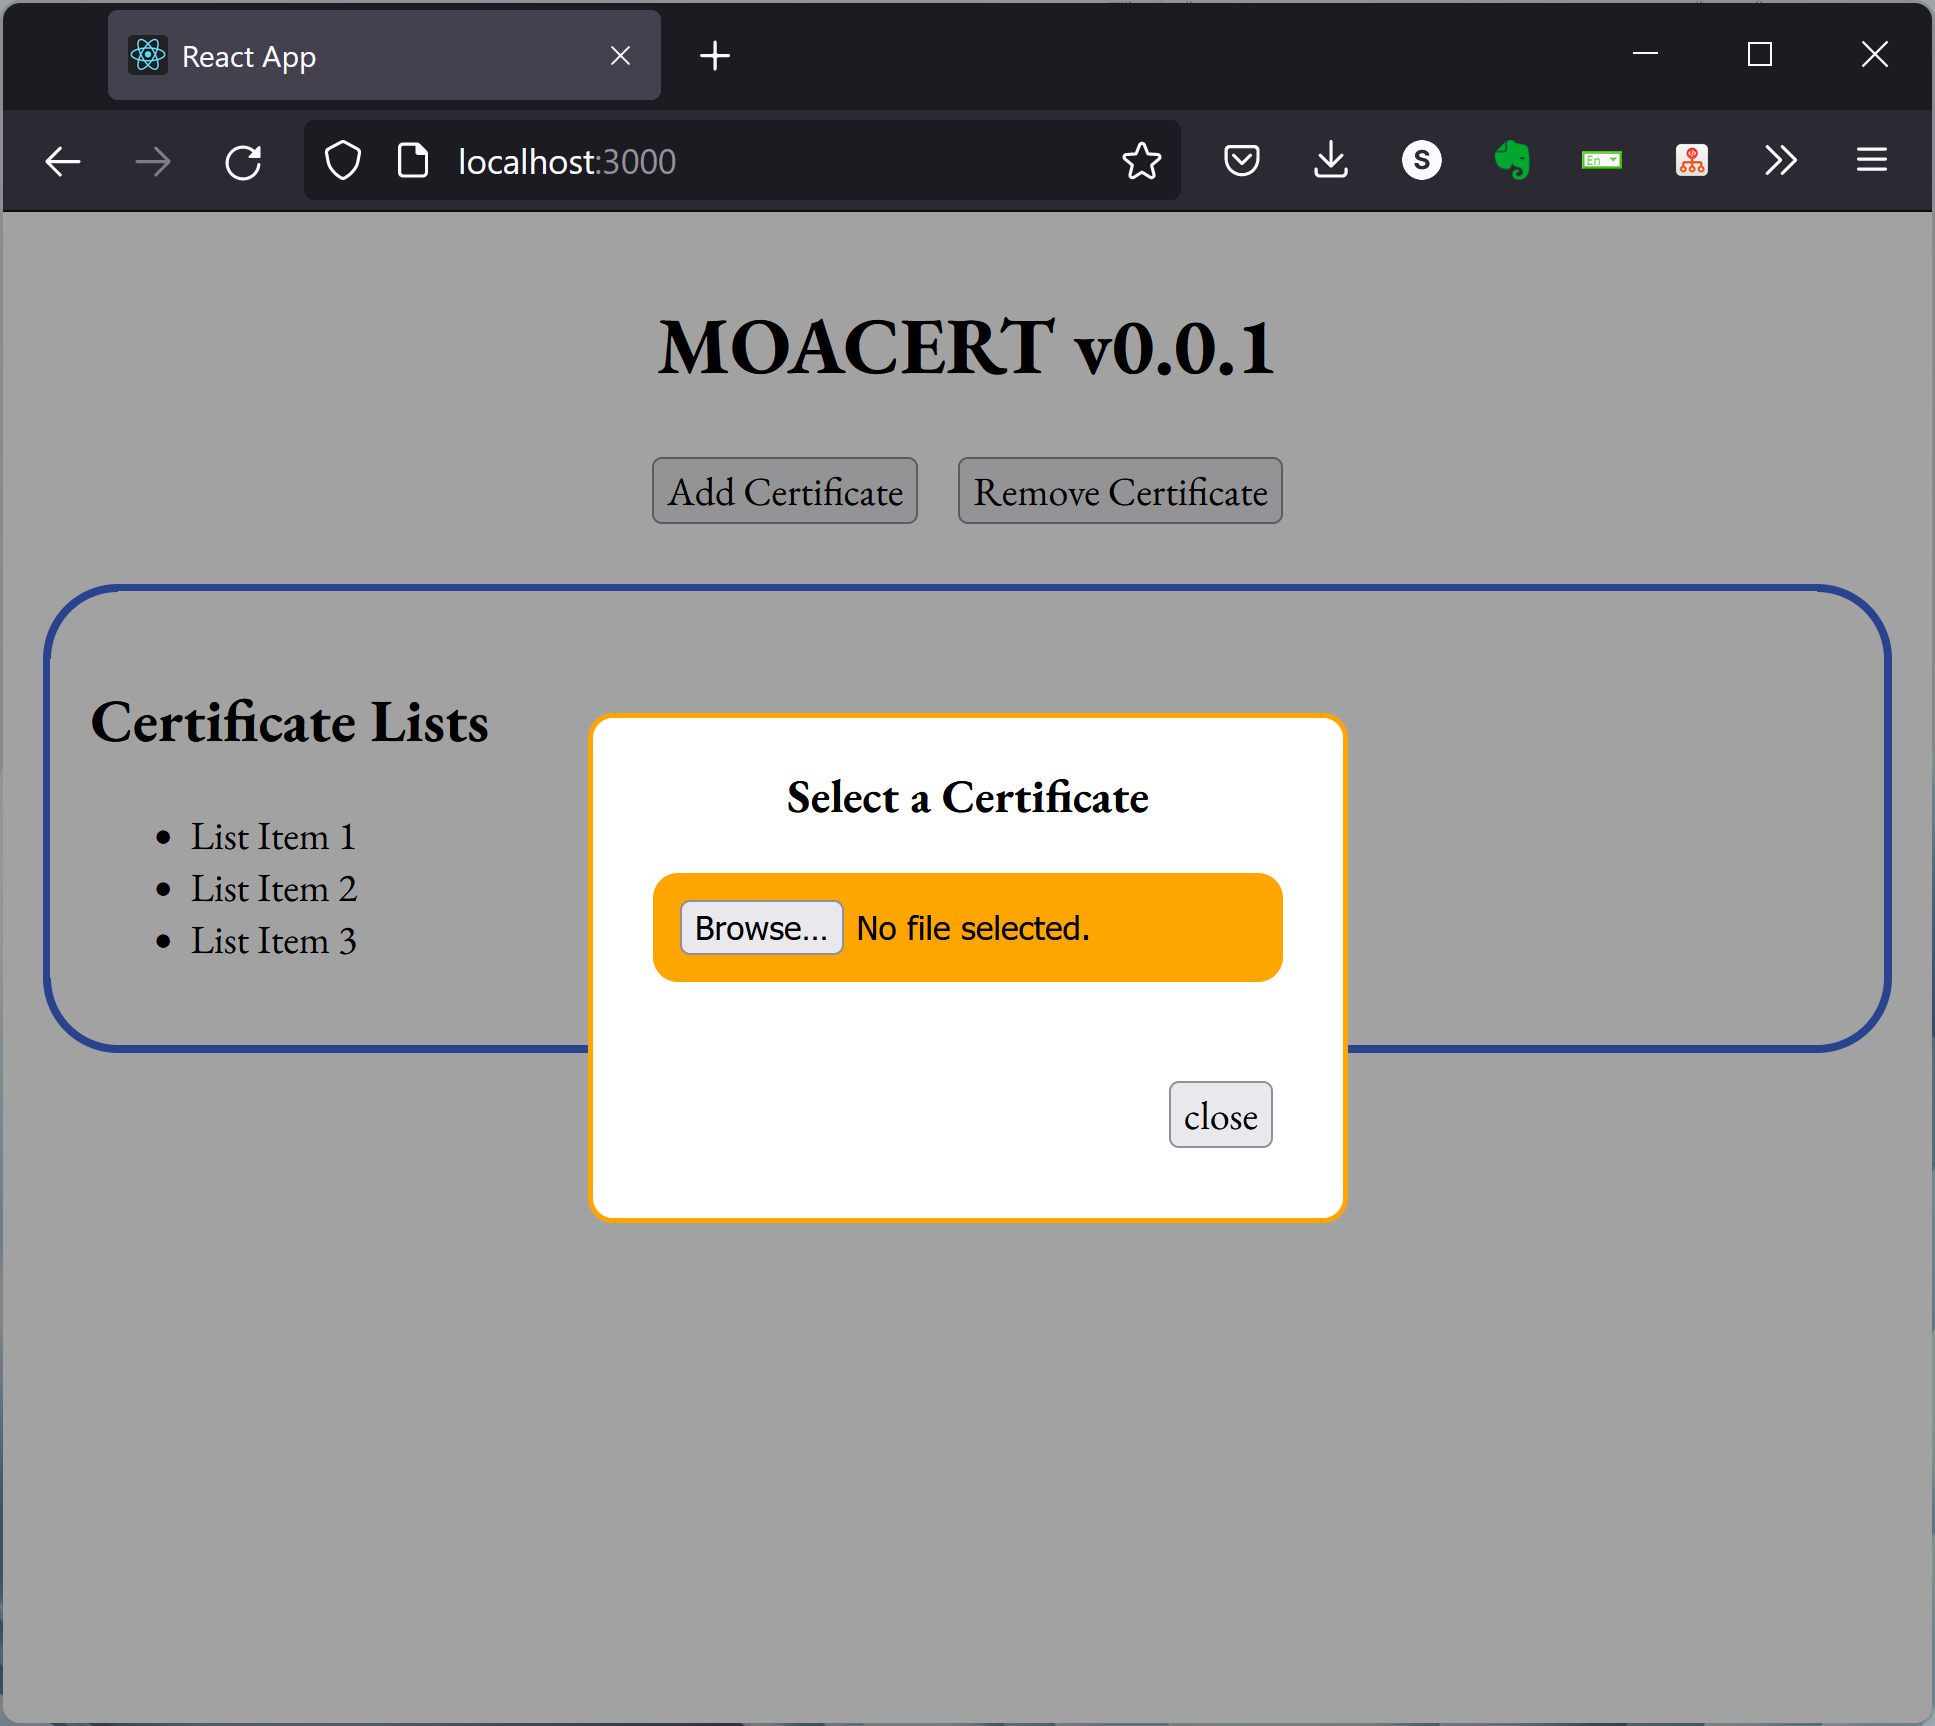 React App
localhost:3000
S
En
MOACERT v0.0.1
Add Certificate Remove Certificate
Certificate Lists
List Item 1
List Item 2
List Item 3
Select a Certificate
Browse... No file selected.
close